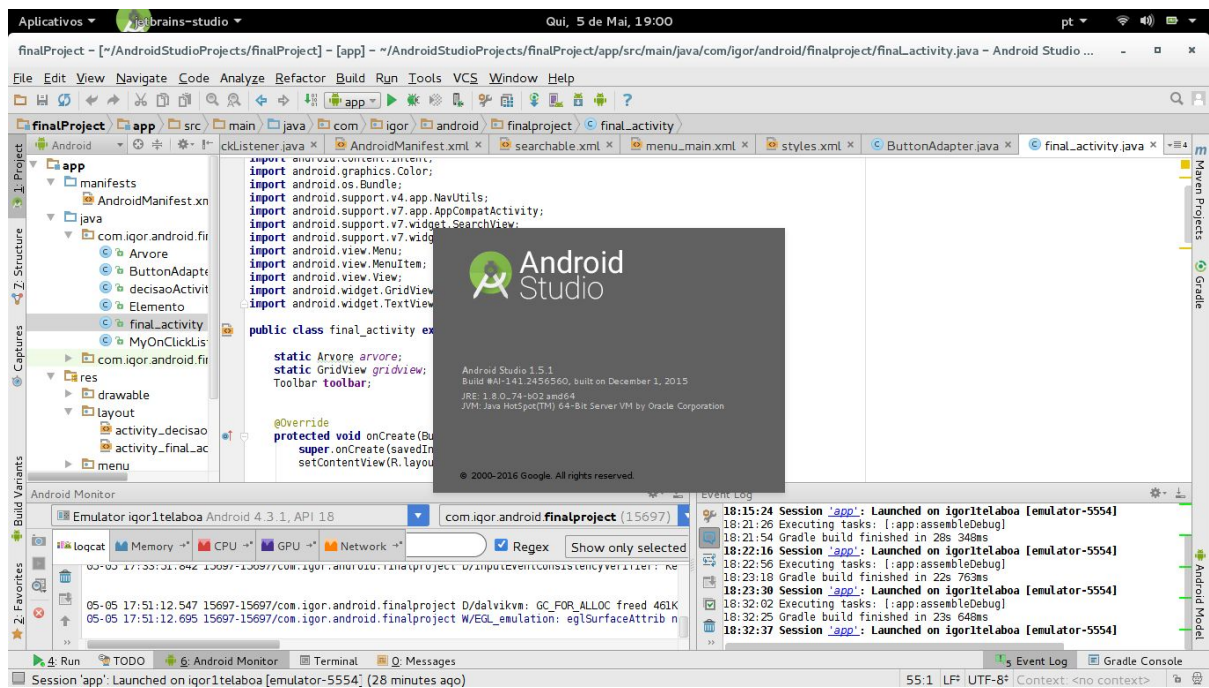 Aplicativos
jetbrains-studio
Qui, 5 de Mai, 19:00
pt
finalProject – [~/AndroidStudioProjects/finalProject] – [app] – ~/AndroidStudioProjects/finalProject/app/src/main/java/com/igor/android/finalproject/final_activity.java – Android Studio ...
File Edit View Navigate Code Analyze Refactor Build Run Tools VCS Window Help
app
finalProject app src main java com igor android finalproject final_activity
Android
ckListener.java AndroidManifest.xml searchable.xml menu_main.xml styles.xml ButtonAdapter.java final_activity.java
4
1: Project
7: Structure
Captures
Build Variants
2: Favorites
app
manifests
AndroidManifest.xm
java
com.igor.android.fir
Arvore
ButtonAdapte
decisaoActivit
Elemento
final_activity
MyOnClickLis
com.igor.android.fir
res
drawable
layout
activity_decisao
activity_final_ac
menu
import android.content.Intent;
import android.graphics.Color;
import android.os.Bundle;
import android.support.v4.app.NavUtils;
import android.support.v7.app.AppCompatActivity;
import android.support.v7.widget.SearchView;
import android.support.v7.widg
import android.view.Menu;
import android.view.MenuItem;
import android.view.View;
import android.widget.GridView
import android.widget.TextView
public class final_activity ex
static Arvore arvore;
static GridView gridview;
Toolbar toolbar;
@Override
protected void onCreate(Bu
super.onCreate(savedIn
setContentView(R.layou
Android
Studio
Android Studio 1.5.1
Build #AI-141.2456560, built on December 1, 2015
JRE: 1.8.0_74-b02 amd64
JVM: Java HotSpot(TM) 64-Bit Server VM by Oracle Corporation
© 2000-2016 Google. All rights reserved.
m Maven Projects
Gradle
Android Model
Android Monitor
Emulator igor1telaboa Android 4.3.1, API 18
com.igor.android.finalproject (15697)
logcat Memory CPU GPU Network
Regex
Show only selected
05-05 17:33:51.842 15697-15697/com.igor.android.finalproject D/InputEventConsistencyVerifier: Ke
05-05 17:51:12.547 15697-15697/com.igor.android.finalproject D/dalvikvm: GC_FOR_ALLOC freed 461K
05-05 17:51:12.695 15697-15697/com.igor.android.finalproject W/EGL_emulation: eglSurfaceAttrib n
Event Log
18:15:24 Session 'app': Launched on igor1telaboa [emulator-5554]
18:21:26 Executing tasks: [:app:assembleDebug]
18:21:54 Gradle build finished in 28s 348ms
18:22:16 Session 'app': Launched on igor1telaboa [emulator-5554]
18:22:56 Executing tasks: [:app:assembleDebug]
18:23:18 Gradle build finished in 22s 763ms
18:23:30 Session 'app': Launched on igor1telaboa [emulator-5554]
18:32:02 Executing tasks: [:app:assembleDebug]
18:32:25 Gradle build finished in 23s 648ms
18:32:37 Session 'app': Launched on igor1telaboa [emulator-5554]
4: Run TODO 6: Android Monitor Terminal 0: Messages
5 Event Log Gradle Console
Session 'app': Launched on igor1telaboa [emulator-5554] (28 minutes ago)
55:1 LF UTF-8 Context: <no context>